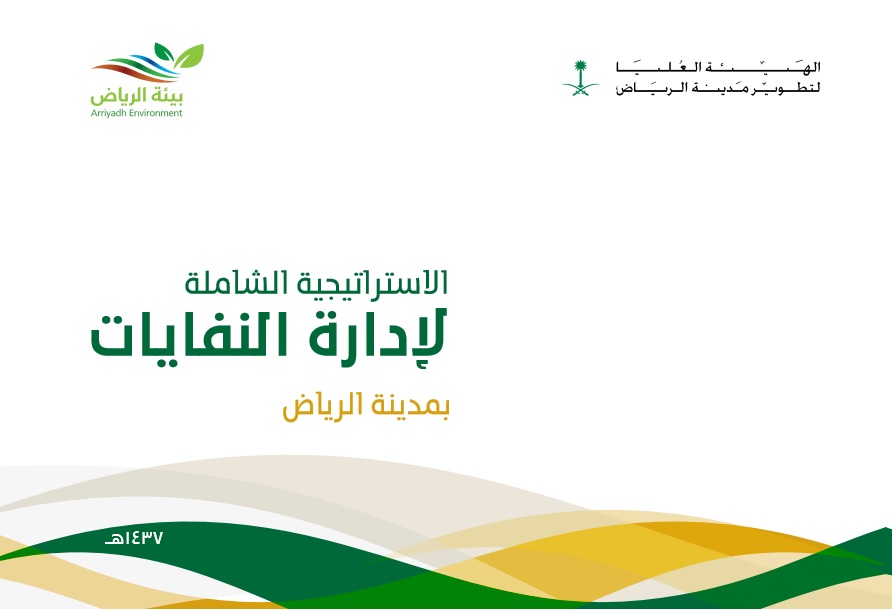 الهيئة العليا
لتطوير مدينة الرياض
بيئة الرياض
Arriyadh Environment
الاستراتيجية الشاملة
لإدارة النفايات
بمدينة الرياض
١٤٣٧هـ